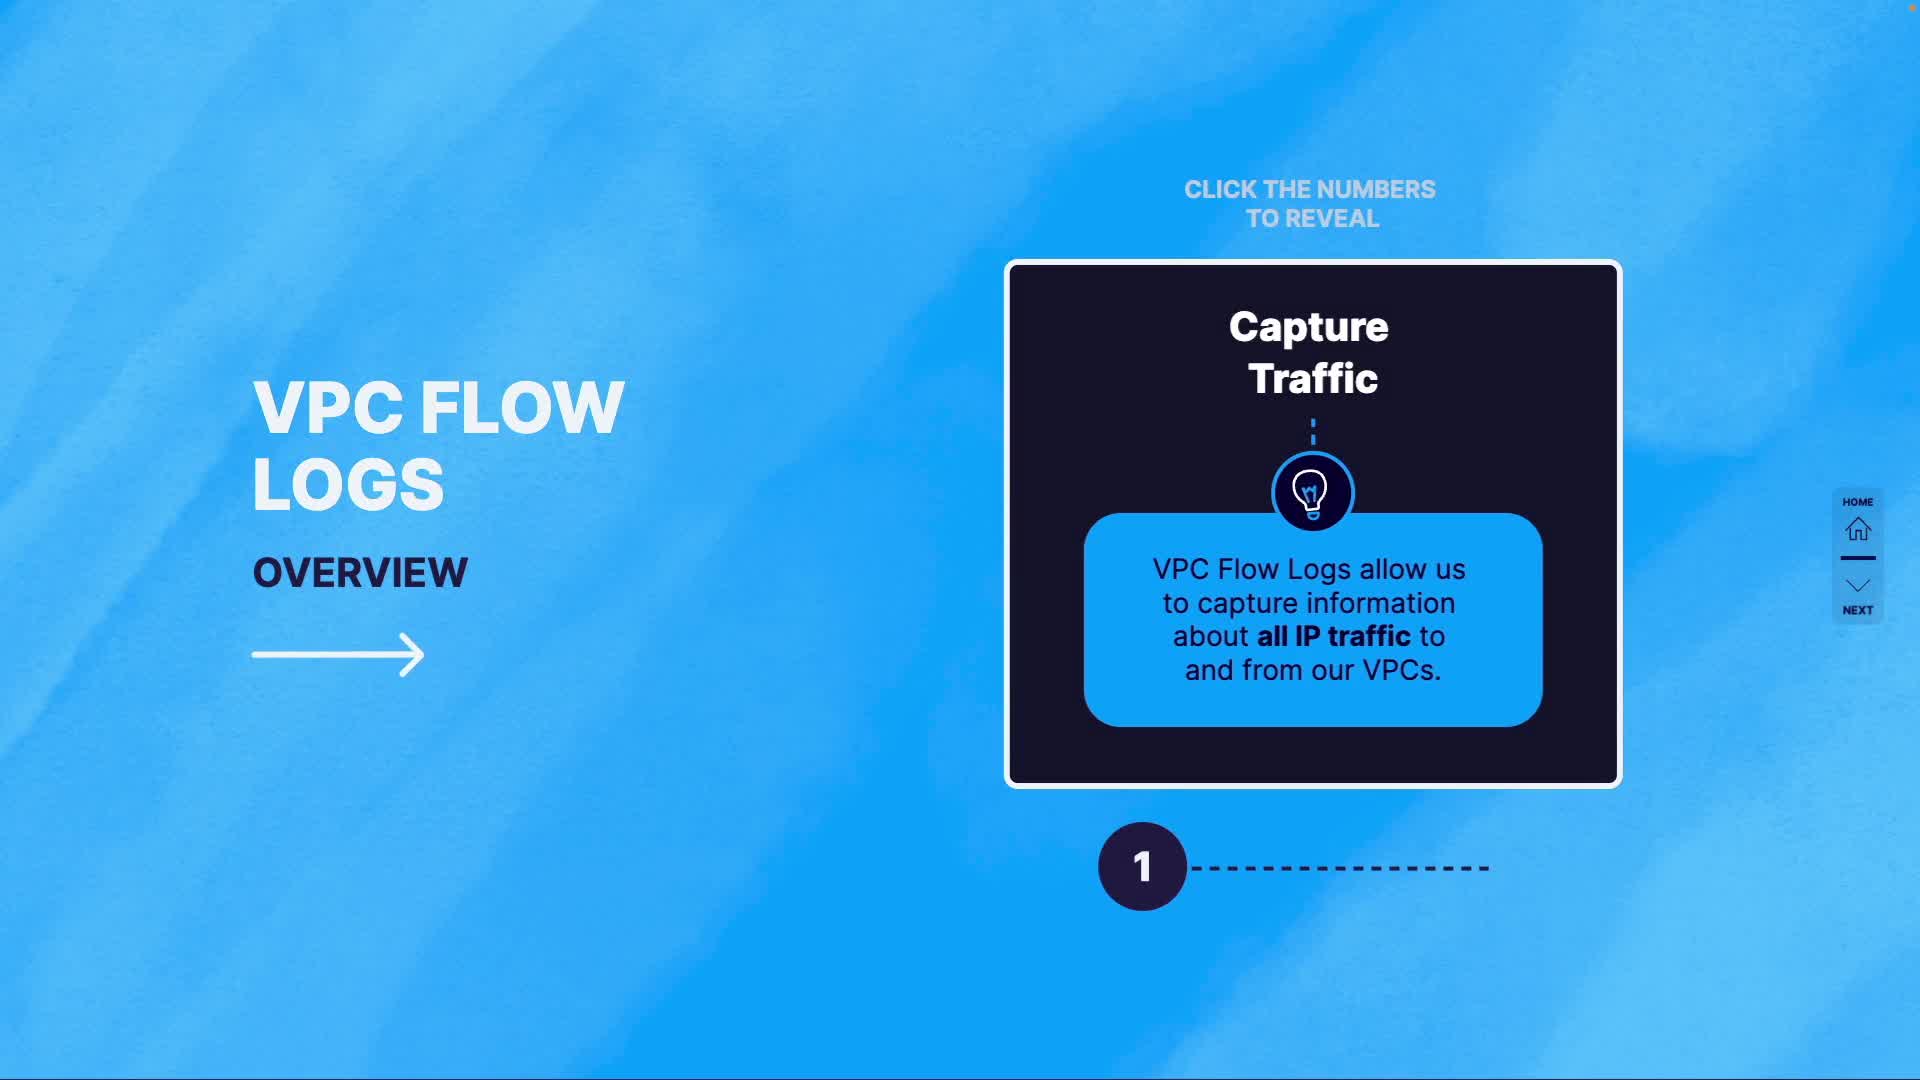 VPC FLOW
LOGS
OVERVIEW
CLICK THE NUMBERS
TO REVEAL
Capture
Traffic
VPC Flow Logs allow us
to capture information
about all IP traffic to
and from our VPCs.
1
HOME
NEXT